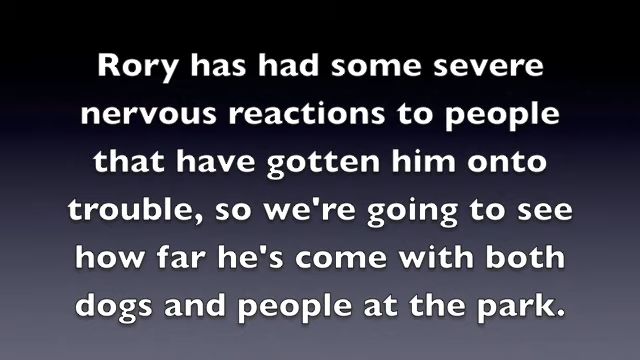 Rory has had some severe
nervous reactions to people
that have gotten him onto
trouble, so we're going to see
how far he's come with both
dogs and people at the park.